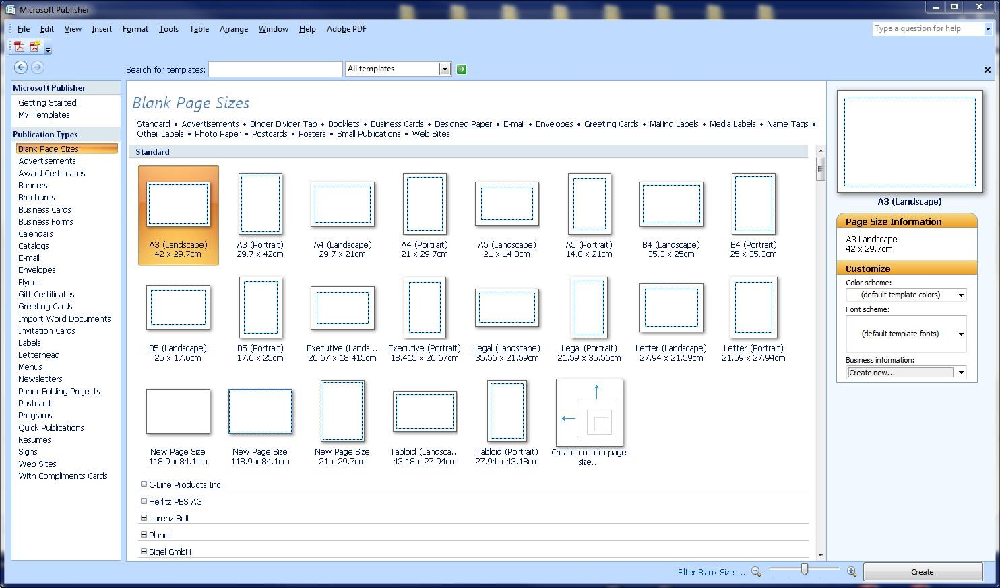 Microsoft Publisher
File Edit View Insert Format Tools Table Arrange Window Help Adobe PDF
Type a question for help
Search for templates: All templates
Microsoft Publisher
Getting Started
My Templates
Publication Types
Blank Page Sizes
Advertisements
Award Certificates
Banners
Brochures
Business Cards
Business Forms
Calendars
Catalogs
E-mail
Envelopes
Flyers
Gift Certificates
Greeting Cards
Import Word Documents
Invitation Cards
Labels
Letterhead
Menus
Newsletters
Paper Folding Projects
Postcards
Programs
Quick Publications
Resumes
Signs
Web Sites
With Compliments Cards
Blank Page Sizes
Standard • Advertisements • Binder Divider Tab • Booklets • Business Cards • Designed Paper • E-mail • Envelopes • Greeting Cards • Mailing Labels • Media Labels • Name Tags •
Other Labels • Photo Paper • Postcards • Posters • Small Publications • Web Sites
Standard
A3 (Landscape) A3 (Portrait) A4 (Landscape) A4 (Portrait) A5 (Landscape) A5 (Portrait) B4 (Landscape) B4 (Portrait)
42 x 29.7cm 29.7 x 42cm 29.7 x 21cm 21 x 29.7cm 21 x 14.8cm 14.8 x 21cm 35.3 x 25cm 25 x 35.3cm
B5 (Landscape) B5 (Portrait) Executive (Lands... Executive (Portrait) Legal (Landscape) Legal (Portrait) Letter (Landscape) Letter (Portrait)
25 x 17.6cm 17.6 x 25cm 26.67 x 18.415cm 18.415 x 26.67cm 35.56 x 21.59cm 21.59 x 35.56cm 27.94 x 21.59cm 21.59 x 27.94cm
New Page Size New Page Size New Page Size Tabloid (Landsca... Tabloid (Portrait) Create custom page
118.9 x 84.1cm 118.9 x 84.1cm 21 x 29.7cm 43.18 x 27.94cm 27.94 x 43.18cm size...
C-Line Products Inc.
Herlitz PBS AG
Lorenz Bell
Planet
Sigel GmbH
A3 (Landscape)
Page Size Information
A3 Landscape
42 x 29.7cm
Customize
Color scheme:
(default template colors)
Font scheme:
(default template fonts)
Business information:
Create new...
Filter Blank Sizes... Create